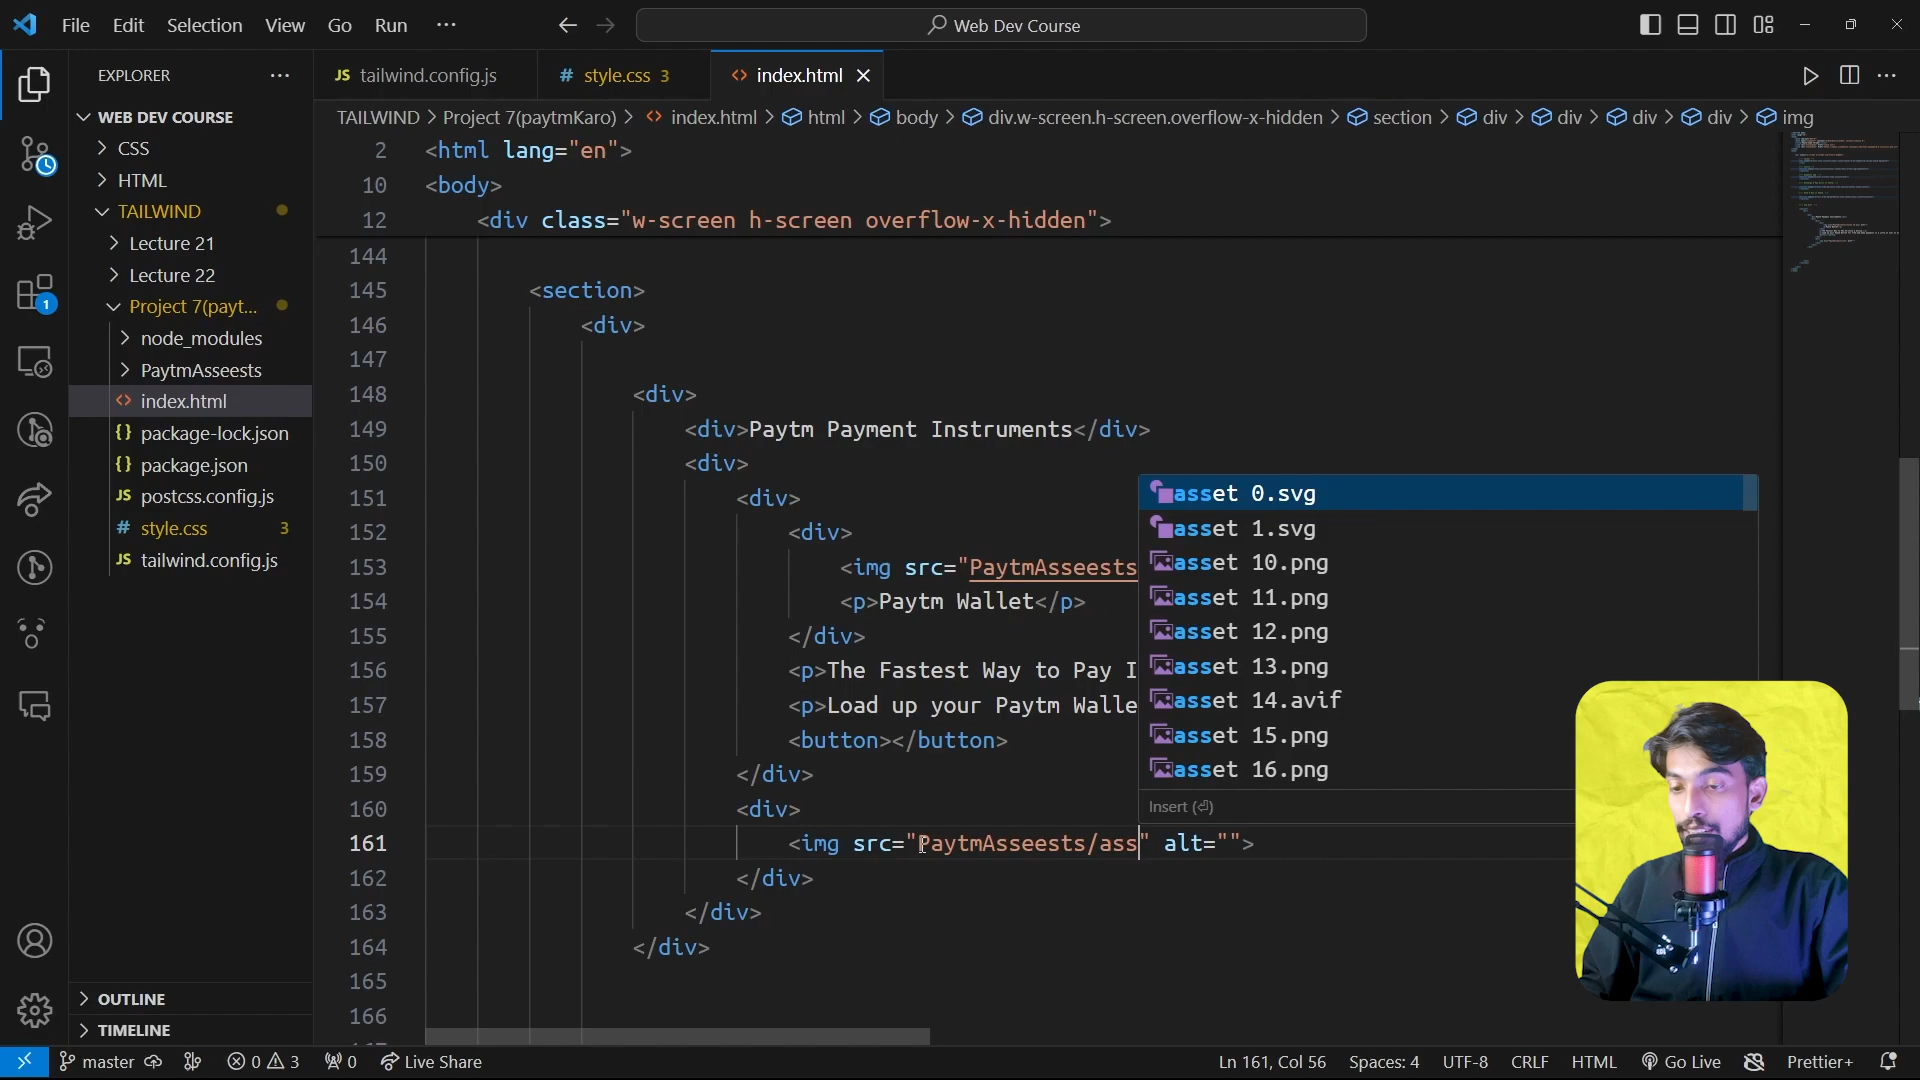 File Edit Selection View Go Run ···
Web Dev Course
EXPLORER ···
JS tailwind.config.js
# style.css 3
<> index.html
WEB DEV COURSE
TAILWIND > Project 7(paytmKaro) > <> index.html > html > body > div.w-screen.h-screen.overflow-x-hidden > section > div > div > div > div > img
CSS
HTML
TAILWIND
Lecture 21
Lecture 22
Project 7(payt...
node_modules
PaytmAsseests
<> index.html
{} package-lock.json
{} package.json
JS postcss.config.js
# style.css 3
JS tailwind.config.js
1
2 <html lang="en">
10 <body>
12 <div class="w-screen h-screen overflow-x-hidden">
144
145 <section>
146 <div>
147
148 <div>
149 <div>Paytm Payment Instruments</div>
150 <div>
151 <div>
152 <div>
153 <img src="PaytmAsseests
154 <p>Paytm Wallet</p>
155 </div>
156 <p>The Fastest Way to Pay I
157 <p>Load up your Paytm Walle
158 <button></button>
159 </div>
160 <div>
161 <img src="PaytmAsseests/ass" alt="">
162 </div>
163 </div>
164 </div>
165
166
asset 0.svg
asset 1.svg
asset 10.png
asset 11.png
asset 12.png
asset 13.png
asset 14.avif
asset 15.png
asset 16.png
Insert (⏎)
OUTLINE
TIMELINE
master 0 3 0 Live Share Ln 161, Col 56 Spaces: 4 UTF-8 CRLF HTML Go Live Prettier+